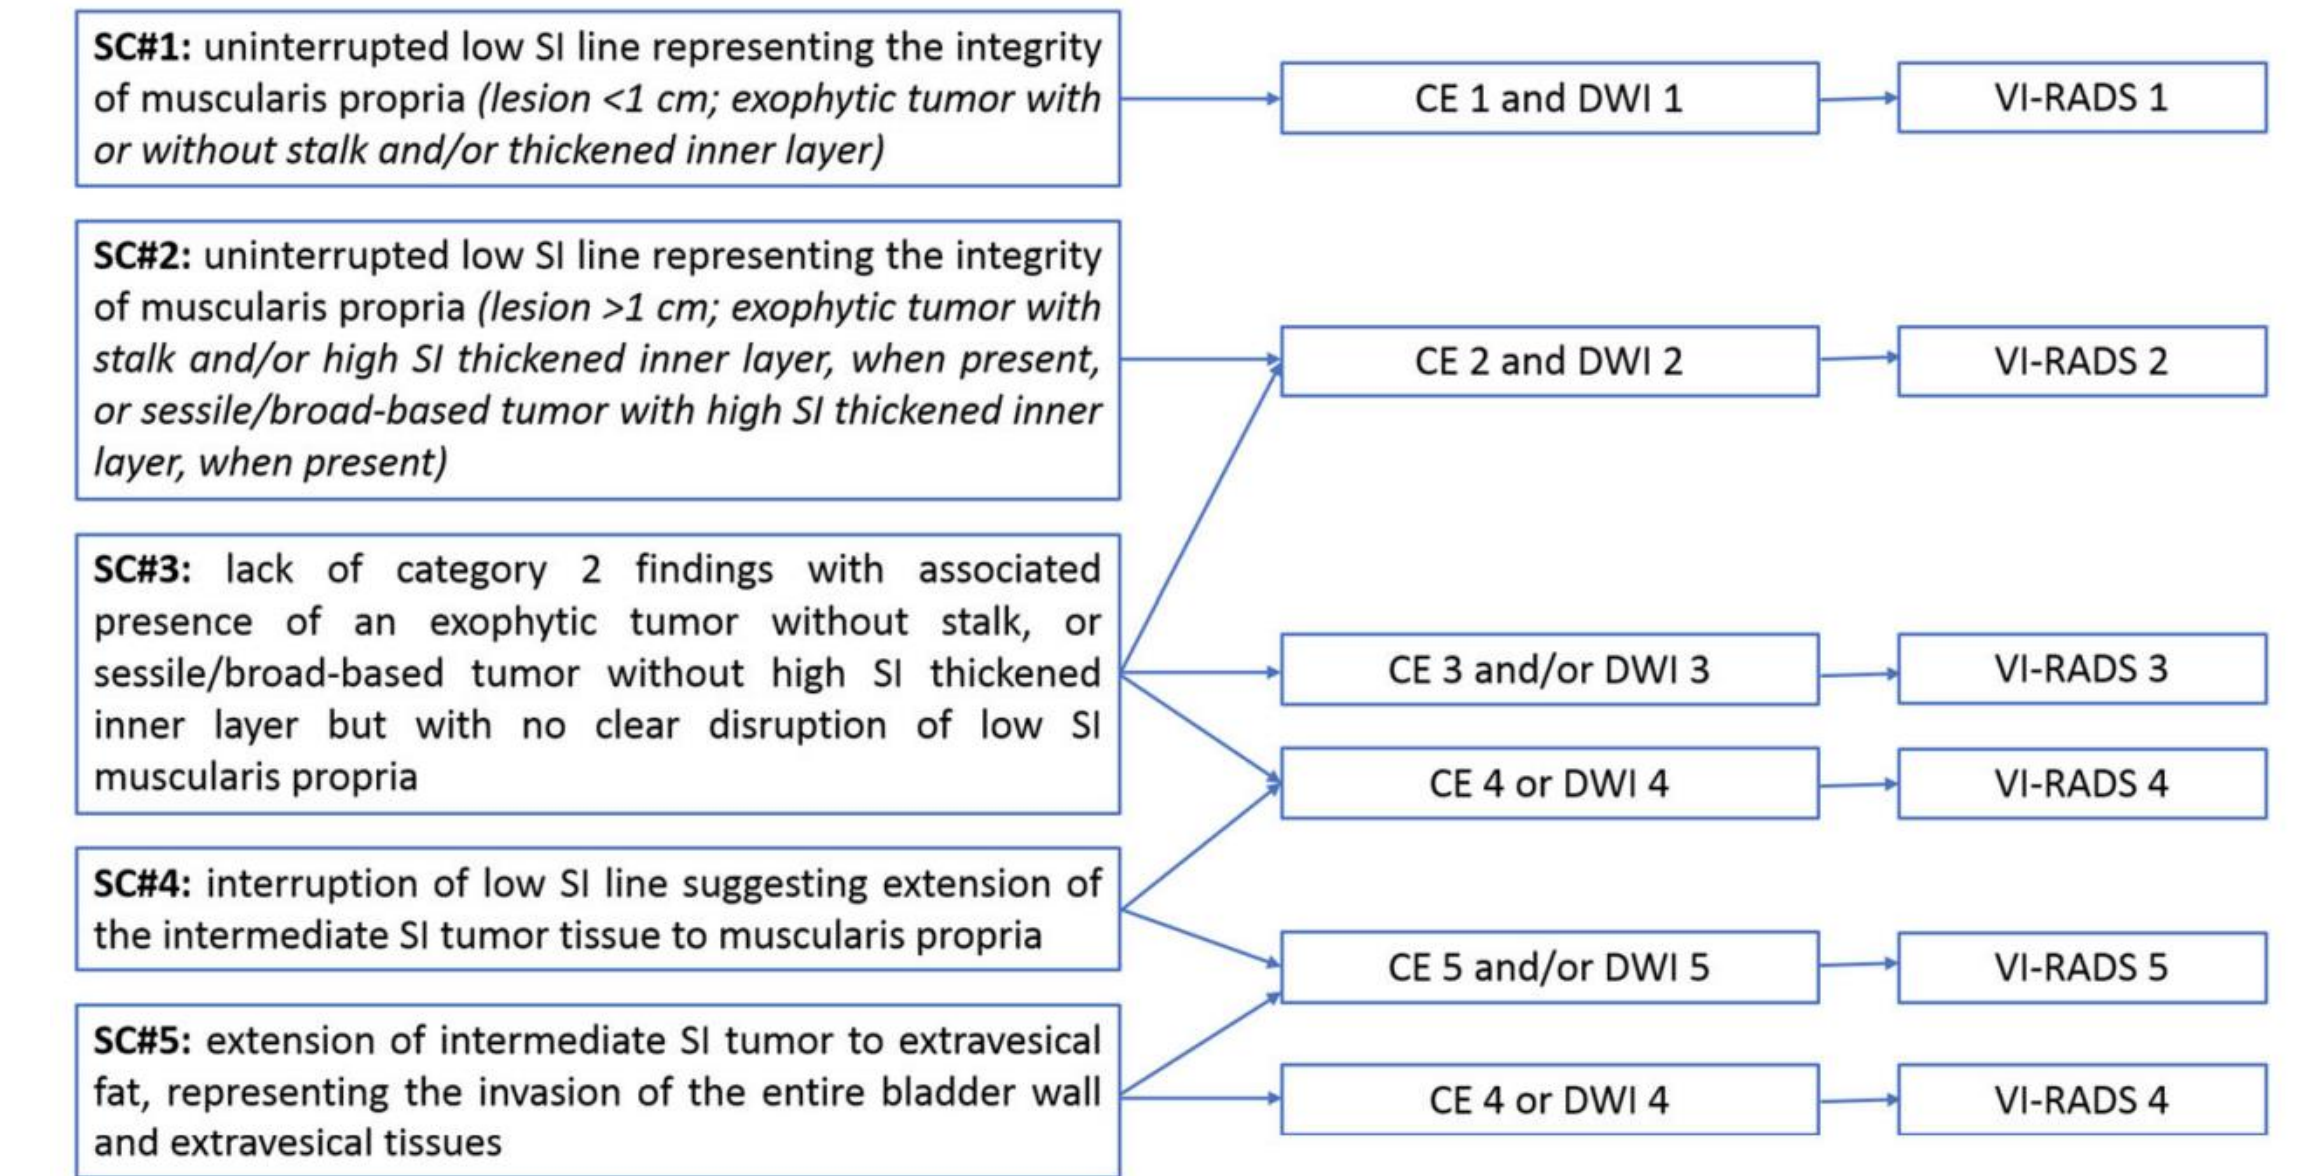 SC#1: uninterrupted low SI line representing the integrity
of muscularis propria (lesion <1 cm; exophytic tumor with
or without stalk and/or thickened inner layer)
CE 1 and DWI 1
VI-RADS 1
SC#2: uninterrupted low SI line representing the integrity
of muscularis propria (lesion >1 cm; exophytic tumor with
stalk and/or high SI thickened inner layer, when present,
or sessile/broad-based tumor with high SI thickened inner
layer, when present)
CE 2 and DWI 2
VI-RADS 2
SC#3: lack of category 2 findings with associated
presence of an exophytic tumor without stalk, or
sessile/broad-based tumor without high SI thickened
inner layer but with no clear disruption of low SI
muscularis propria
CE 3 and/or DWI 3
VI-RADS 3
CE 4 or DWI 4
VI-RADS 4
SC#4: interruption of low SI line suggesting extension of
the intermediate SI tumor tissue to muscularis propria
CE 5 and/or DWI 5
VI-RADS 5
SC#5: extension of intermediate SI tumor to extravesical
fat, representing the invasion of the entire bladder wall
and extravesical tissues
CE 4 or DWI 4
VI-RADS 4